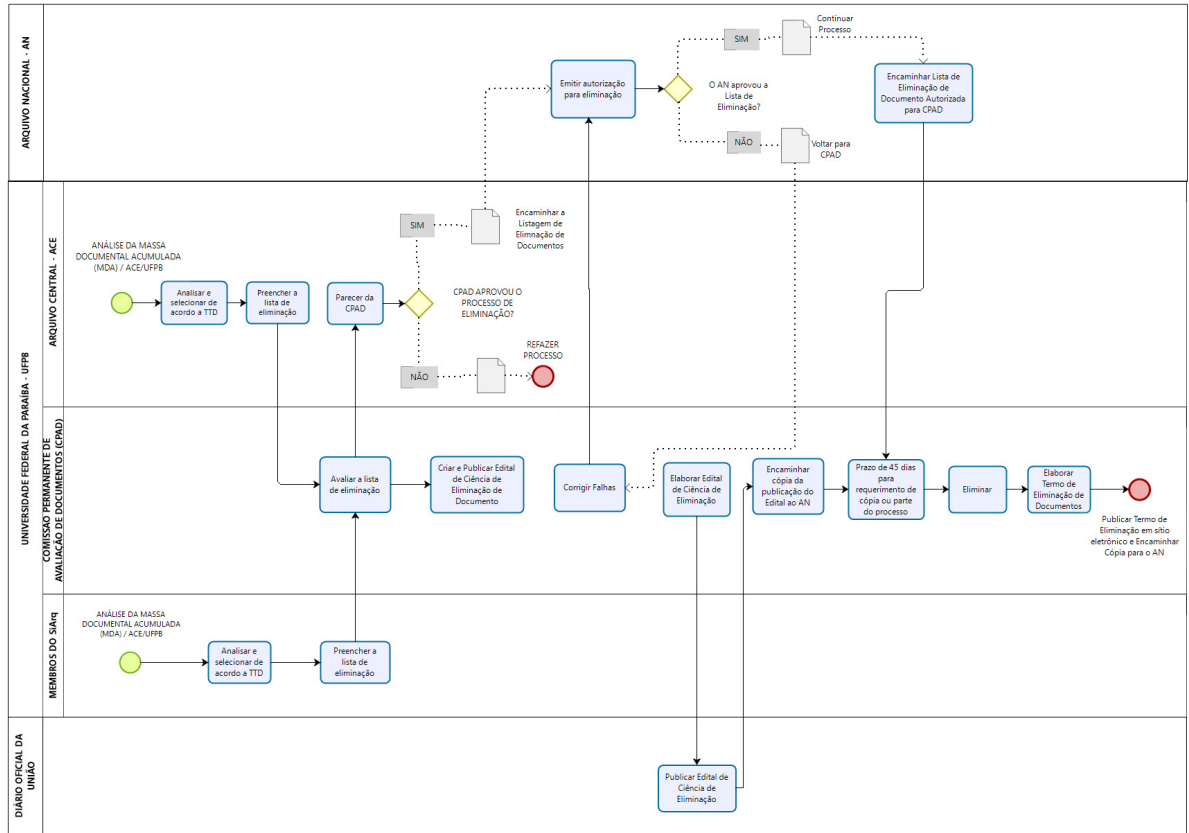 ARQUIVO NACIONAL - AN
Emitir autorização
para eliminação
O AN aprovou a
Lista de
Eliminação?
SIM
Continuar
Processo
NÃO
Voltar para
CPAD
Encaminhar Lista de
Eliminação de
Documento Autorizada
para CPAD
UNIVERSIDADE FEDERAL DA PARAÍBA - UFPB
ARQUIVO CENTRAL - ACE
ANÁLISE DA MASSA
DOCUMENTAL ACUMULADA
(MDA) / ACE/UFPB
Analisar e
selecionar de
acordo a TTD
Preencher a
lista de
eliminação
Parecer da
CPAD
CPAD APROVOU O
PROCESSO DE
ELIMINAÇÃO?
SIM
Encaminhar a
Listagem de
Elimnação de
Documentos
NÃO
REFAZER
PROCESSO
COMISSÃO PERMANENTE DE
AVALIAÇÃO DE DOCUMENTOS (CPAD)
Avaliar a lista
de eliminação
Criar e Publicar Edital
de Ciência de
Eliminação de
Documento
Corrigir Falhas
Elaborar Edital
de Ciência de
Eliminação
Encaminhar
cópia da
publicação do
Edital ao AN
Prazo de 45 dias
para
requerimento de
cópia ou parte
do processo
Eliminar
Elaborar
Termo de
Eliminação de
Documentos
Publicar Termo de
Eliminação em sítio
eletrônico e Encaminhar
Cópia para o AN
MEMBROS DO SiArq
ANÁLISE DA MASSA
DOCUMENTAL ACUMULADA
(MDA) / ACE/UFPB
Analisar e
selecionar de
acordo a TTD
Preencher a
lista de
eliminação
DIÁRIO OFICIAL DA
UNIÃO
Publicar Edital de
Ciência de
Eliminação